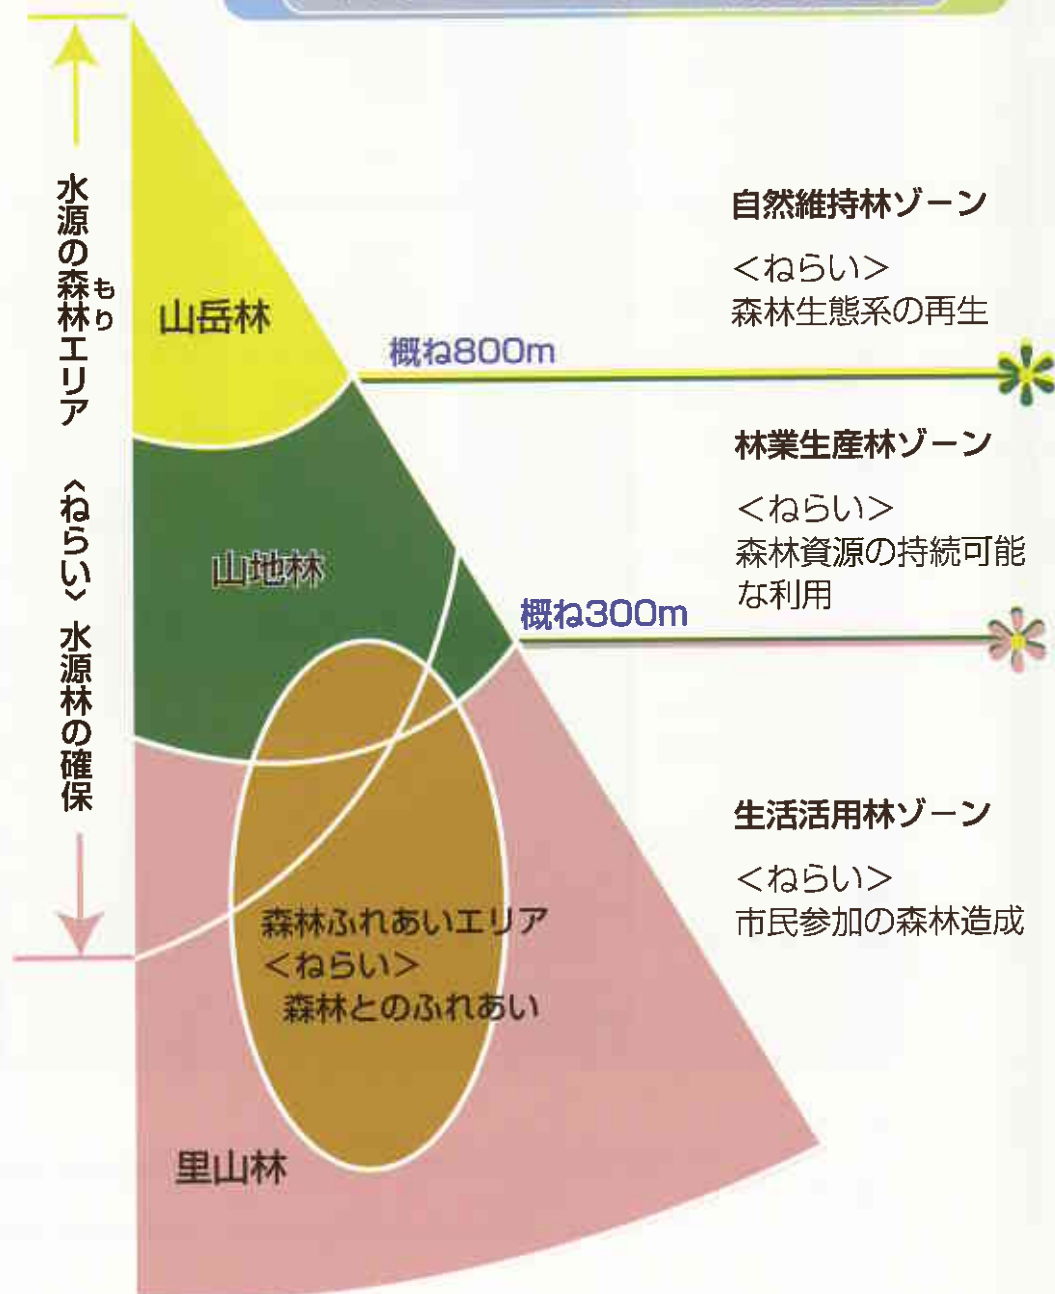 水源の森林エリア 〈ねらい〉 水源林の確保
もり
山岳林
概ね800m
自然維持林ゾーン
<ねらい>
森林生態系の再生
山地林
概ね300m
林業生産林ゾーン
<ねらい>
森林資源の持続可能
な利用
森林ふれあいエリア
<ねらい>
森林とのふれあい
里山林
生活活用林ゾーン
<ねらい>
市民参加の森林造成